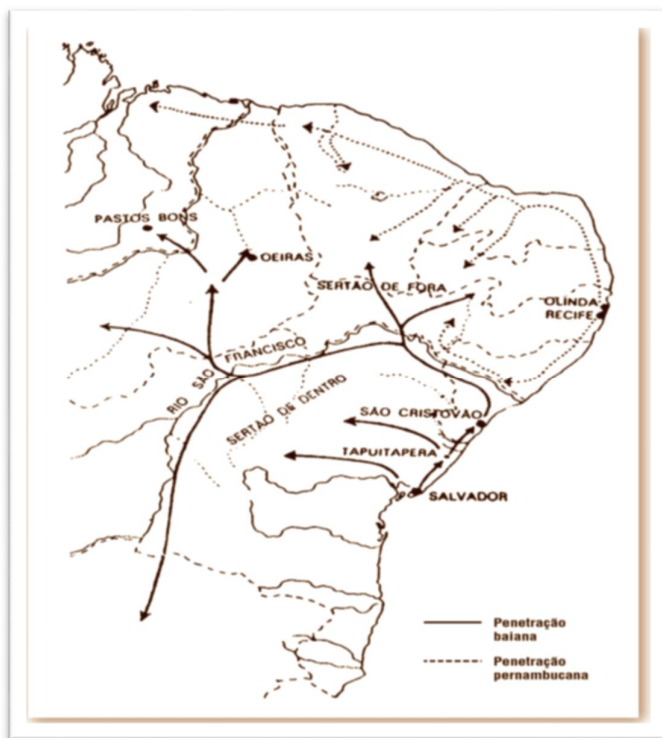 PASTOS BONS
OEIRAS
SERTÃO DE FORA
OLINDA
RECIFE
RIO SÃO FRANCISCO
SERTÃO DE DENTRO
SÃO CRISTOVÃO
TAPUITAPERA
SALVADOR
Penetração
baiana
Penetração
pernambucana